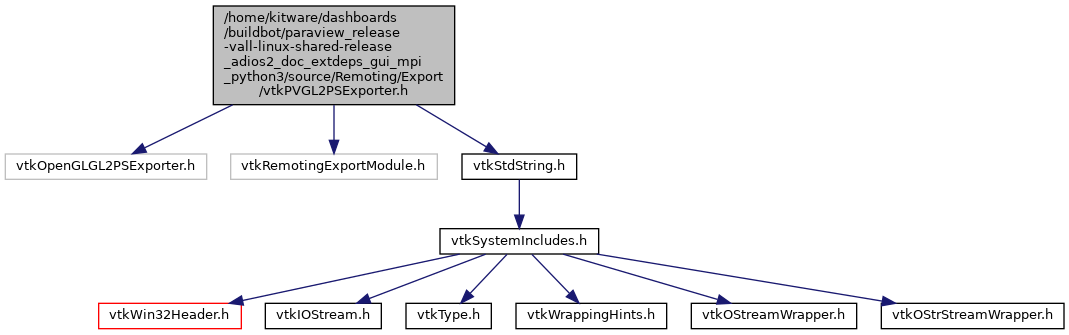 /home/kitware/dashboards
/buildbot/paraview_release
-vall-linux-shared-release
_adios2_doc_extdeps_gui_mpi
_python3/source/Remoting/Export
/vtkPVGL2PSExporter.h
vtkOpenGLGL2PSExporter.h
vtkRemotingExportModule.h
vtkStdString.h
vtkSystemIncludes.h
vtkWin32Header.h
vtkIOStream.h
vtkType.h
vtkWrappingHints.h
vtkOStreamWrapper.h
vtkOStrStreamWrapper.h